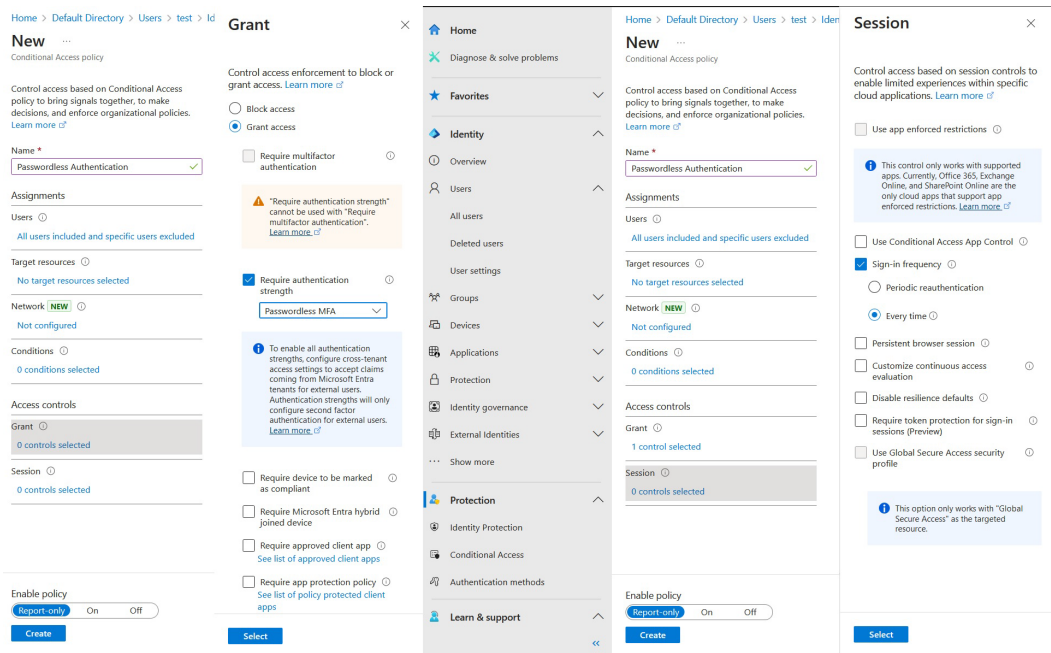 Home > Default Directory > Users > test > Id
New ...
Conditional Access policy
Control access based on Conditional Access
policy to bring signals together, to make
decisions, and enforce organizational policies.
Learn more
Name *
Passwordless Authentication
Assignments
Users
All users included and specific users excluded
Target resources
No target resources selected
Network NEW
Not configured
Conditions
0 conditions selected
Access controls
Grant
0 controls selected
Session
0 controls selected
Enable policy
Report-only On Off
Create
Grant
Control access enforcement to block or
grant access. Learn more
Block access
Grant access
Require multifactor
authentication
"Require authentication strength"
cannot be used with "Require
multifactor authentication".
Learn more
Require authentication
strength
Passwordless MFA
To enable all authentication
strengths, configure cross-tenant
access settings to accept claims
coming from Microsoft Entra
tenants for external users.
Authentication strengths will only
configure second factor
authentication for external users.
Learn more
Require device to be marked
as compliant
Require Microsoft Entra hybrid
joined device
Require approved client app
See list of approved client apps
Require app protection policy
See list of policy protected client
apps
Select
Home
Diagnose & solve problems
Favorites
Identity
Overview
Users
All users
Deleted users
User settings
Groups
Devices
Applications
Protection
Identity governance
External Identities
Show more
Protection
Identity Protection
Conditional Access
Authentication methods
Learn & support
Home > Default Directory > Users > test > Iden
New ...
Conditional Access policy
Control access based on Conditional Access
policy to bring signals together, to make
decisions, and enforce organizational policies.
Learn more
Name *
Passwordless Authentication
Assignments
Users
All users included and specific users excluded
Target resources
No target resources selected
Network NEW
Not configured
Conditions
0 conditions selected
Access controls
Grant
1 control selected
Session
0 controls selected
Enable policy
Report-only On Off
Create
Session
Control access based on session controls to
enable limited experiences within specific
cloud applications. Learn more
Use app enforced restrictions
This control only works with supported
apps. Currently, Office 365, Exchange
Online, and SharePoint Online are the
only cloud apps that support app
enforced restrictions. Learn more
Use Conditional Access App Control
Sign-in frequency
Periodic reauthentication
Every time
Persistent browser session
Customize continuous access
evaluation
Disable resilience defaults
Require token protection for sign-in
sessions (Preview)
Use Global Secure Access security
profile
This option only works with "Global
Secure Access" as the targeted
resource.
Select